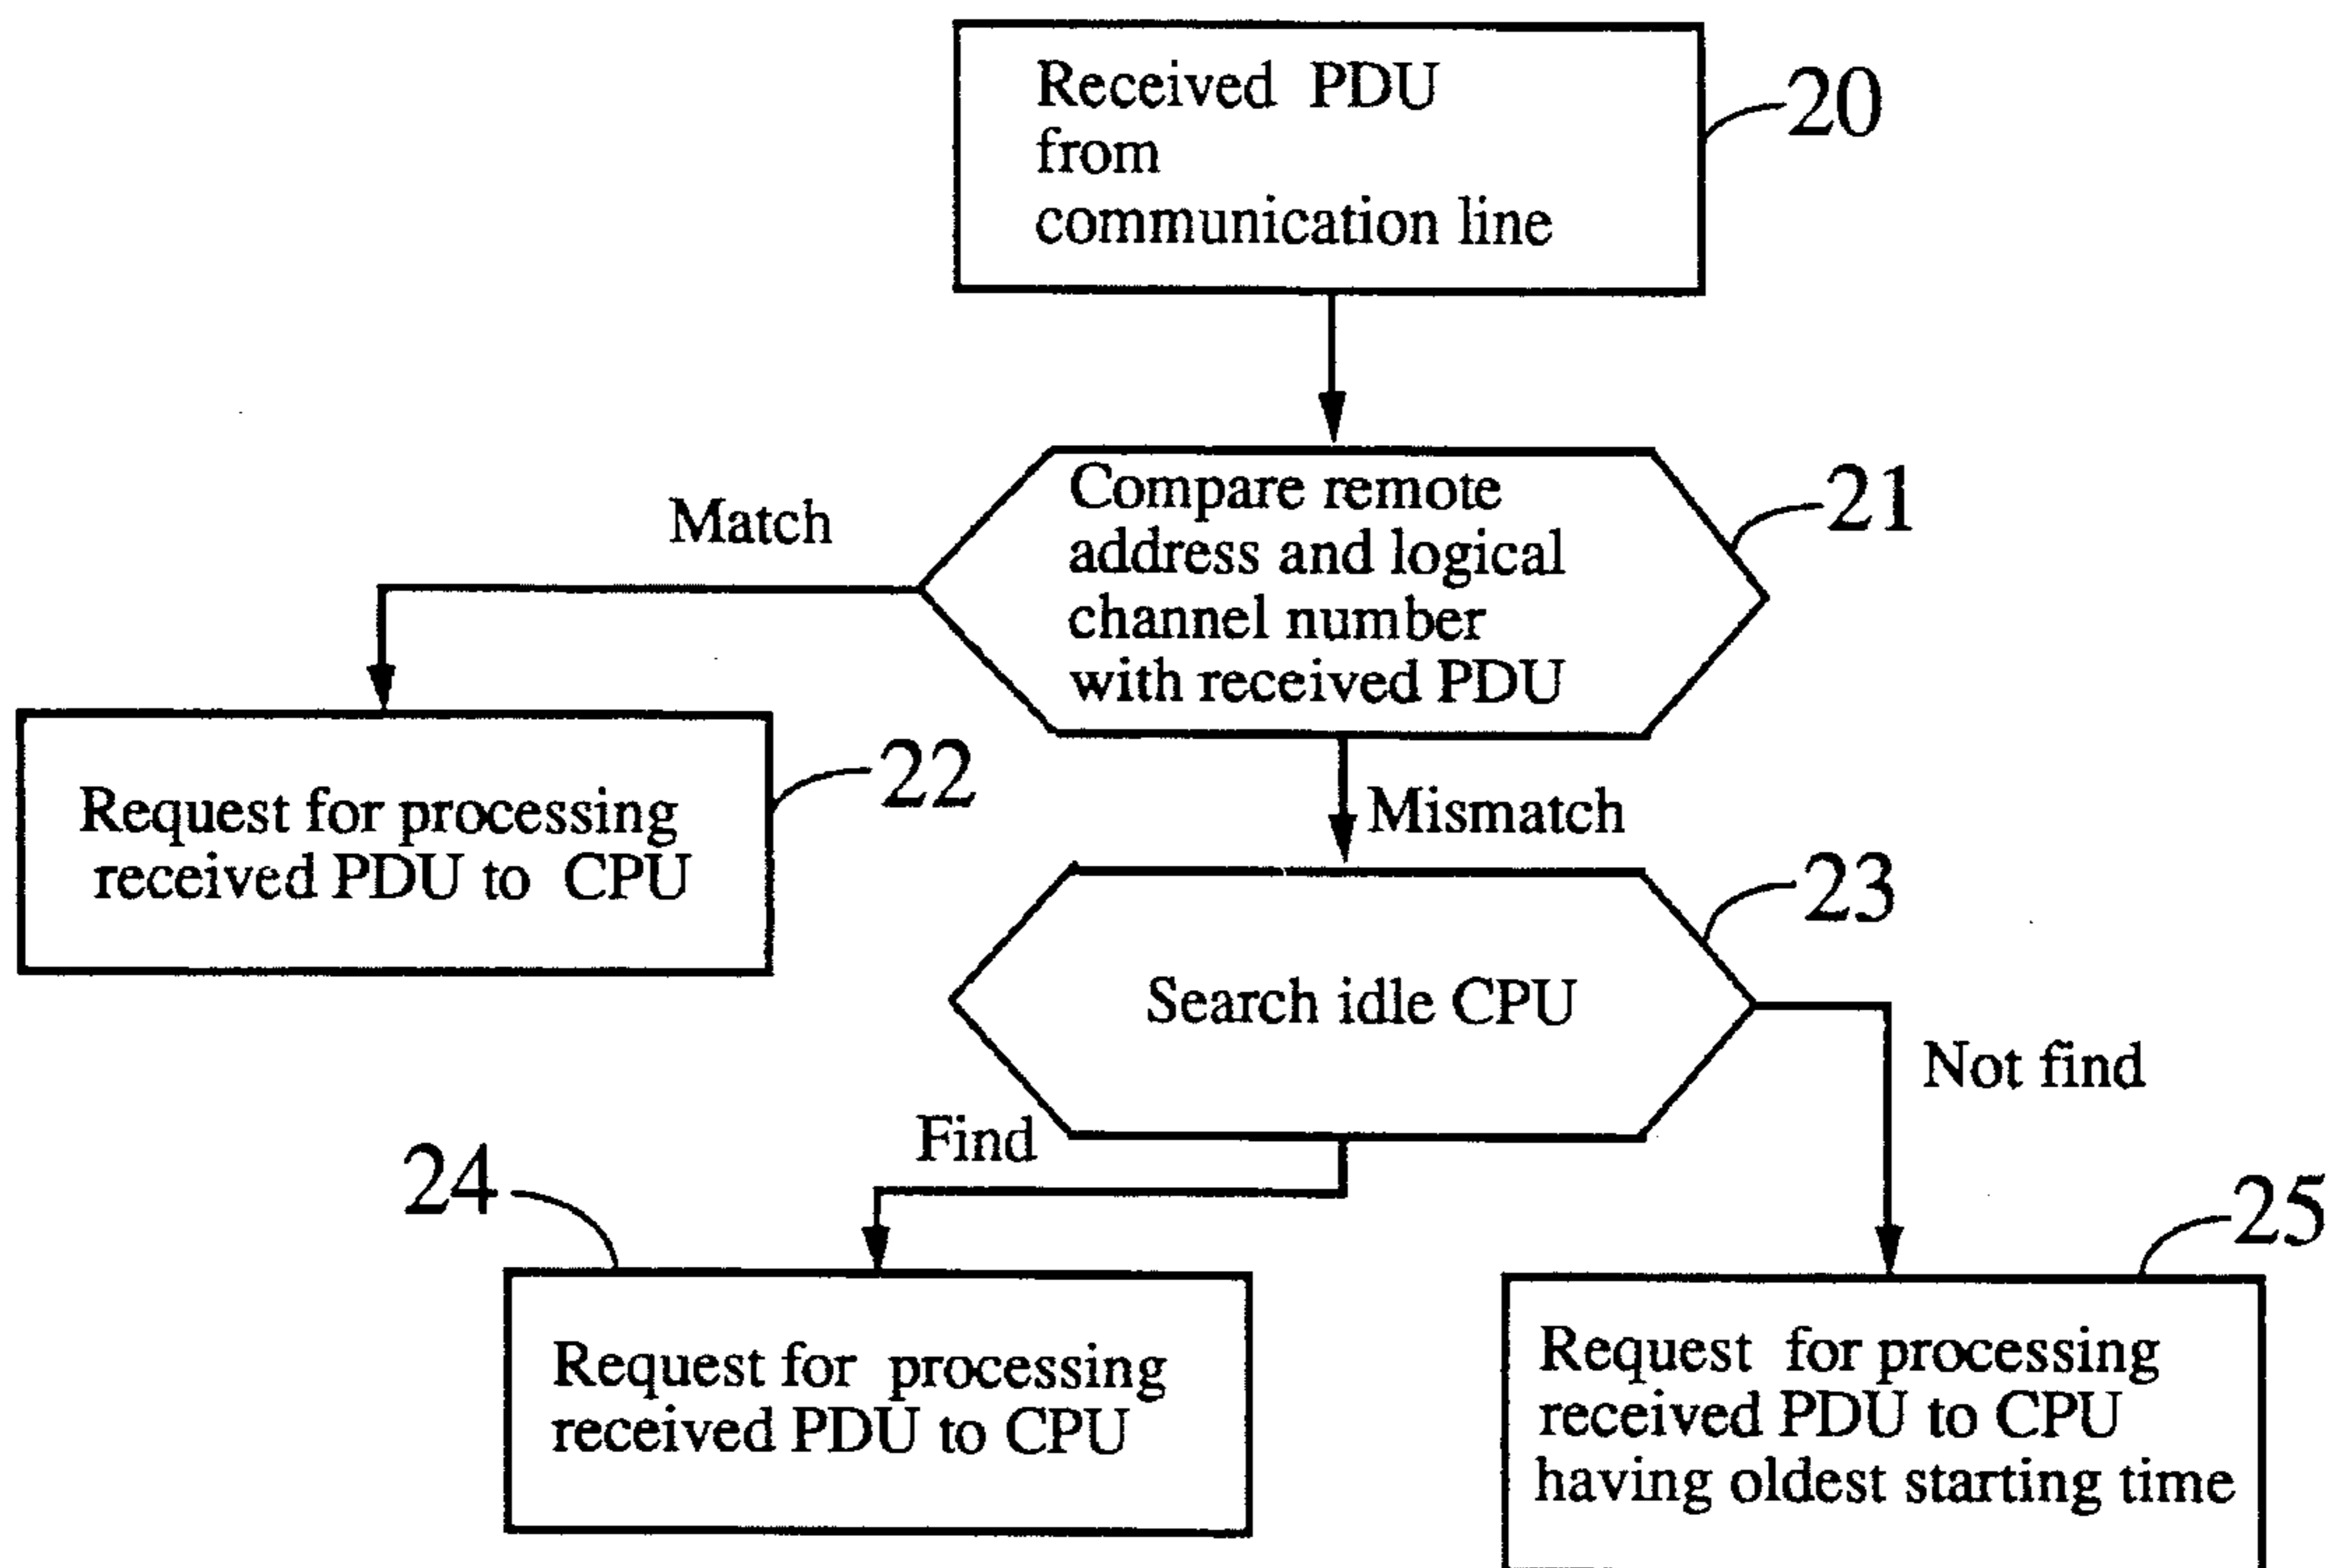 Received PDU
from
communication line
20
Compare remote
address and logical
channel number
with received PDU
21
Match
Request for processing
received PDU to CPU
22
Mismatch
Search idle CPU
23
Not find
Find
24
Request for processing
received PDU to CPU
25
Request for processing
received PDU to CPU
having oldest starting time